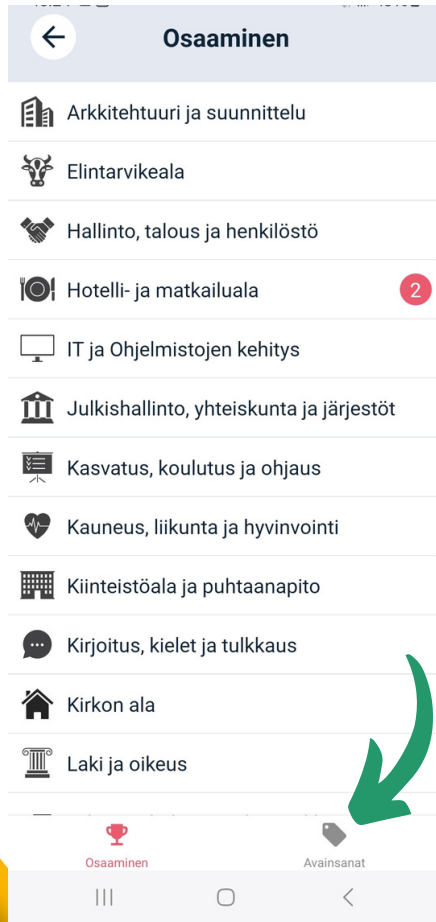 Osaaminen
Arkkitehtuuri ja suunnittelu
Elintarvikeala
Hallinto, talous ja henkilöstö
Hotelli- ja matkailuala 2
IT ja Ohjelmistojen kehitys
Julkishallinto, yhteiskunta ja järjestöt
Kasvatus, koulutus ja ohjaus
Kauneus, liikunta ja hyvinvointi
Kiinteistöala ja puhtaanapito
Kirjoitus, kielet ja tulkkaus
Kirkon ala
Laki ja oikeus
Osaaminen Avainsanat